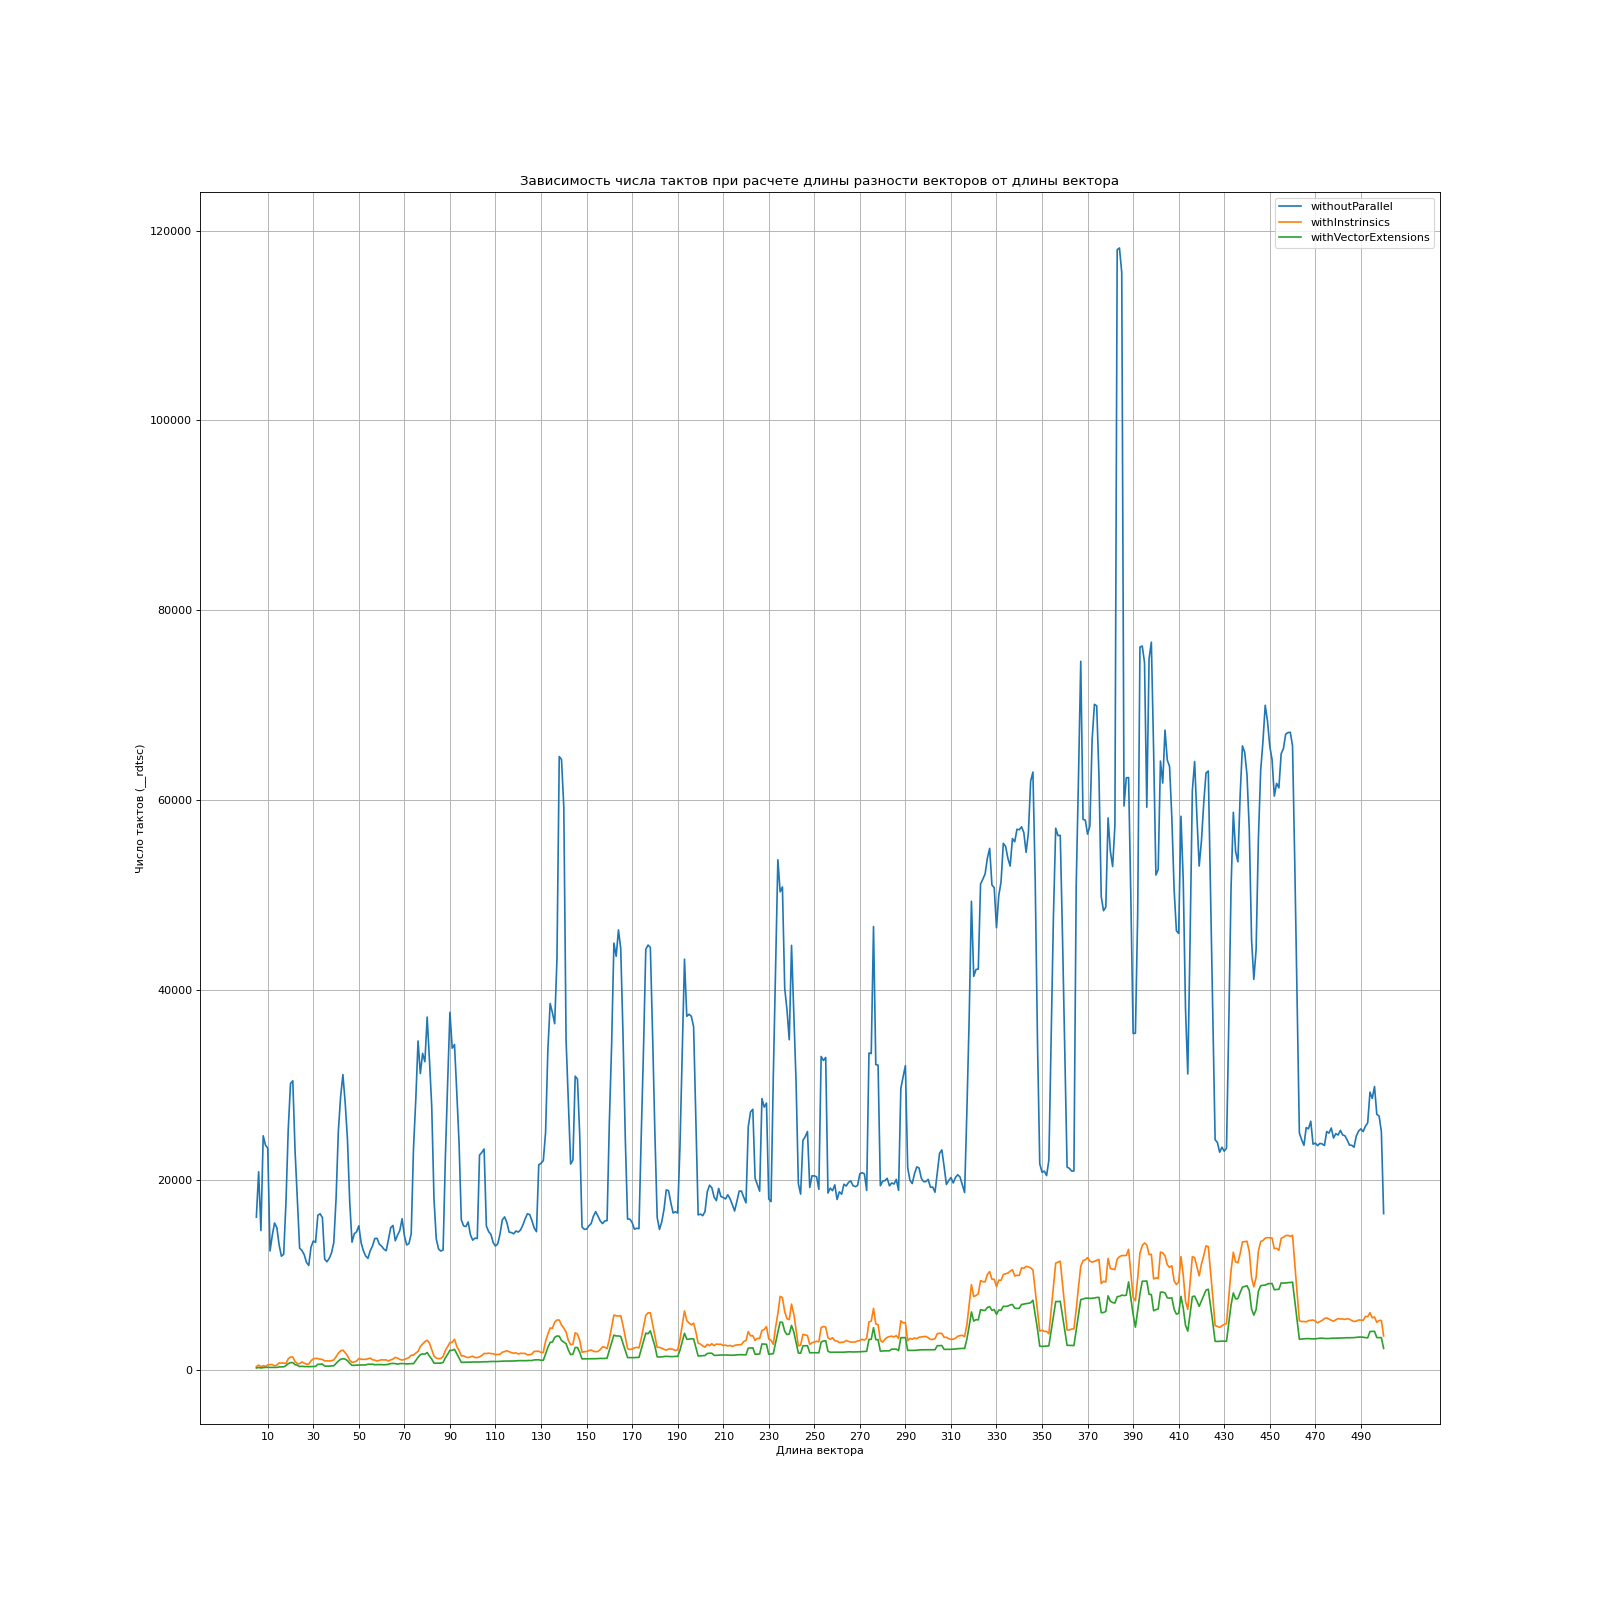 Зависимость числа тактов при расчете длины разности векторов от длины вектора
withoutParallel
withInstrinsics
withVectorExtensions
120000
100000
80000
60000
40000
20000
0
Число тактов (__rdtsc)
10 30 50 70 90 110 130 150 170 190 210 230 250 270 290 310 330 350 370 390 410 430 450 470 490
Длина вектора